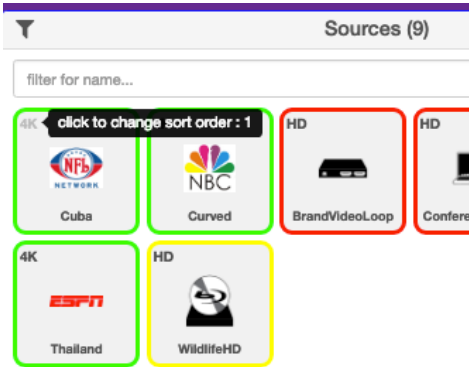 Sources (9)
filter for name...
4K click to change sort order : 1 HD HD
NFL
NETWORK
NBC
Cuba Curved BrandVideoLoop Confere
4K HD
ESPN
Thailand WildlifeHD